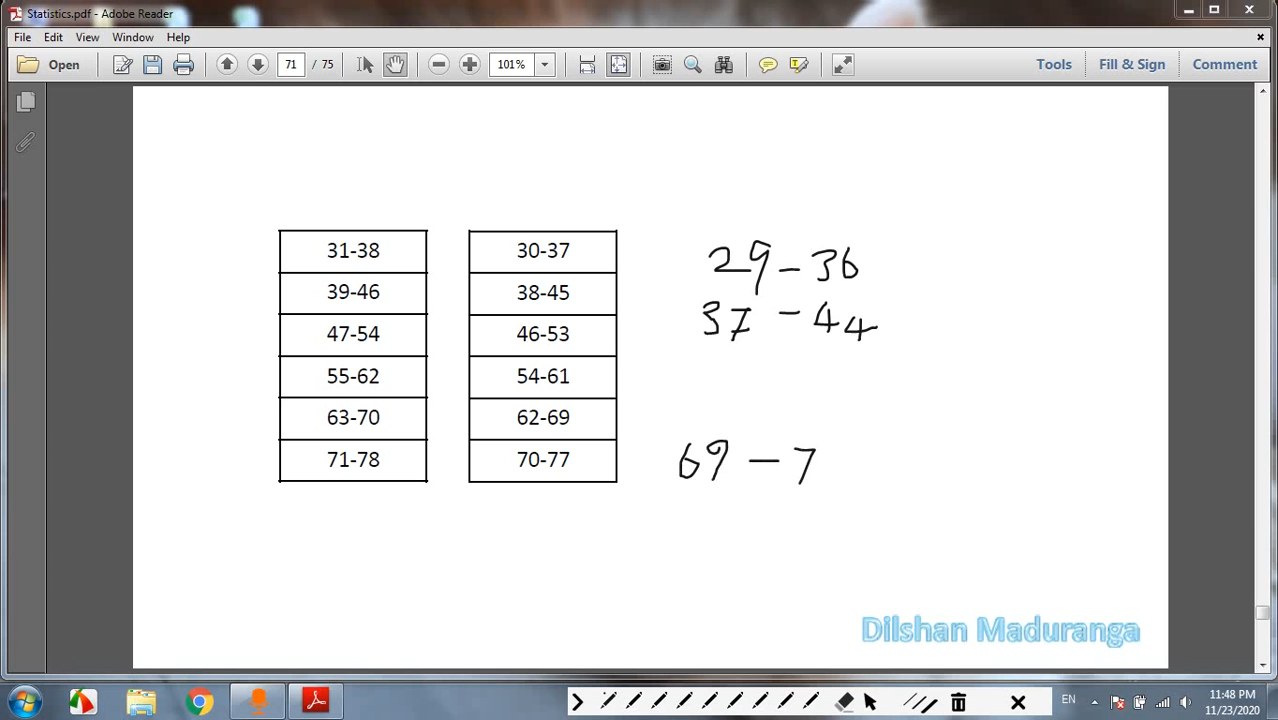 Statistics.pdf - Adobe Reader
File Edit View Window Help
Open 71 / 75 101% Tools Fill & Sign Comment
31-38 30-37 29-36
39-46 38-45 37-44
47-54 46-53
55-62 54-61
63-70 62-69
71-78 70-77 69-7
Dilshan Maduranga
EN 11:48 PM
11/23/2020